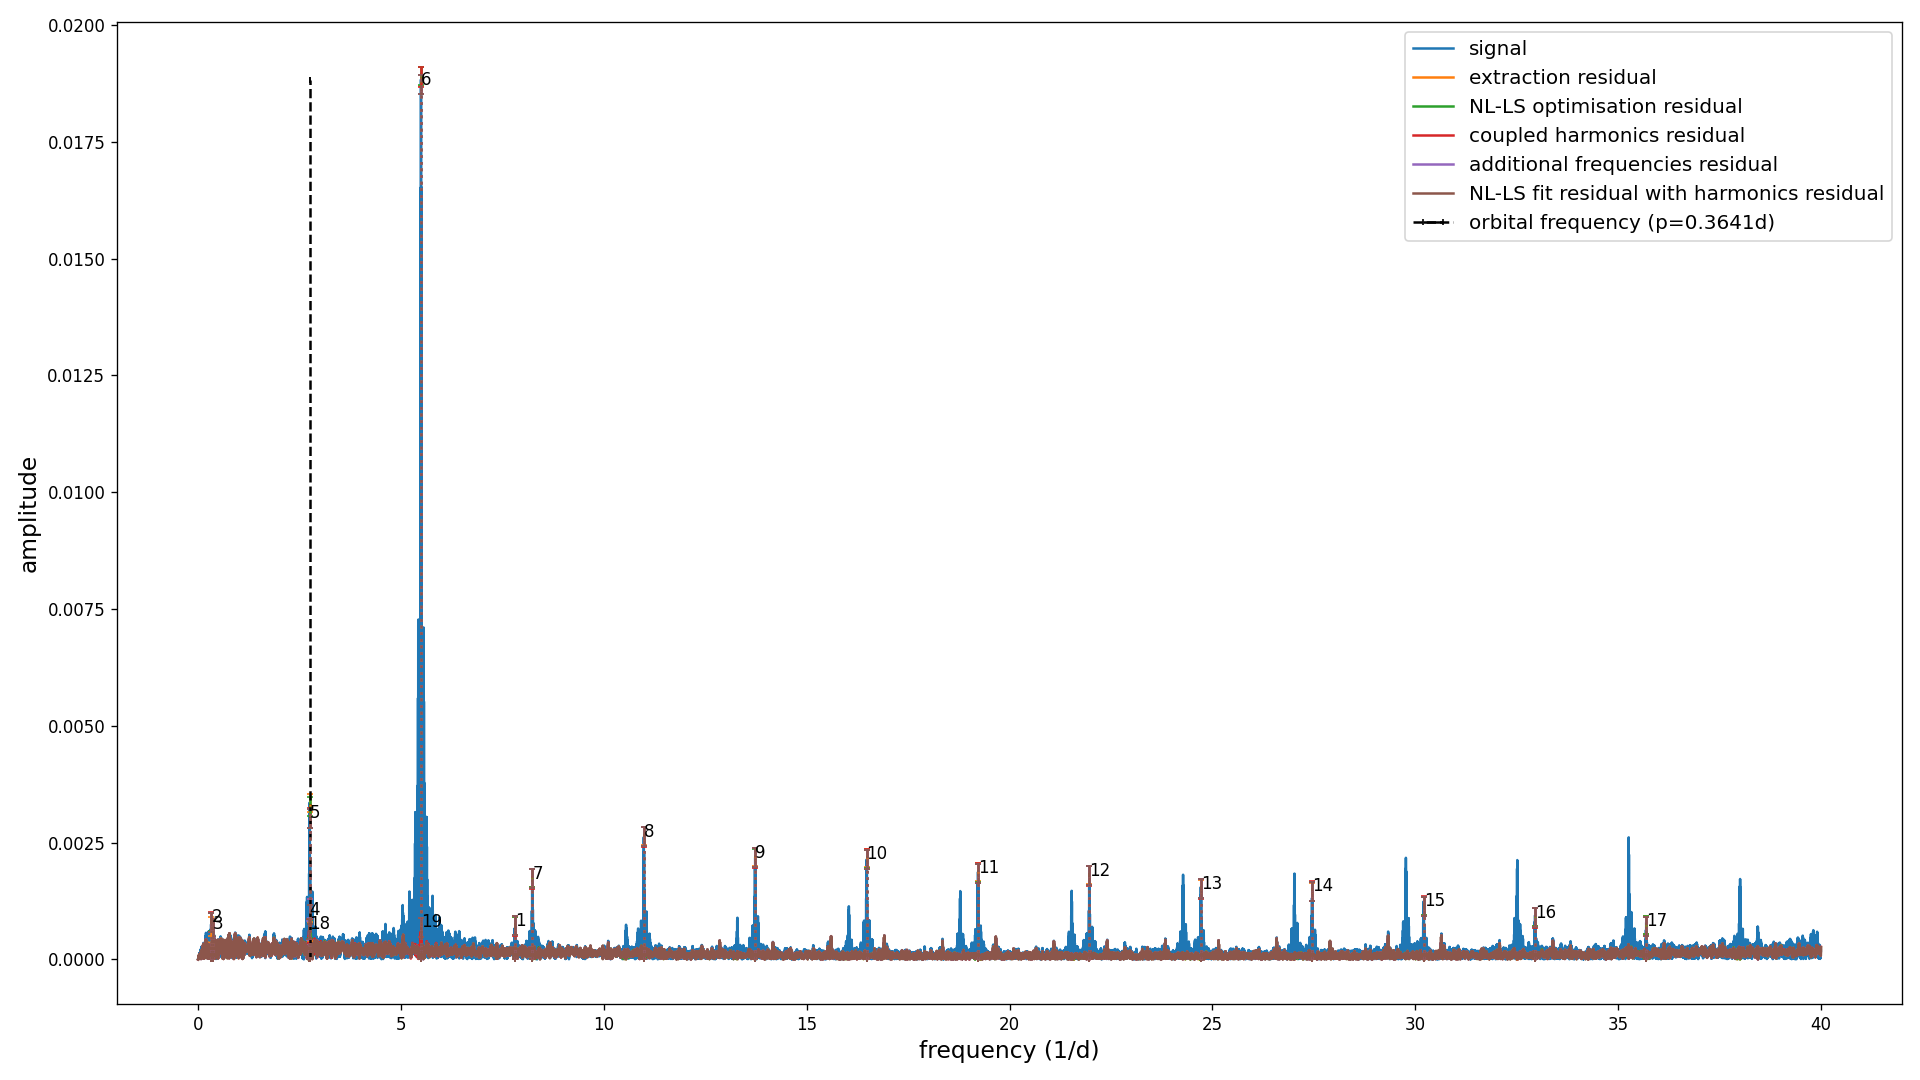 0.0200
0.0175
0.0150
0.0125
0.0100
0.0075
0.0050
0.0025
0.0000
amplitude
signal
extraction residual
NL-LS optimisation residual
coupled harmonics residual
additional frequencies residual
NL-LS fit residual with harmonics residual
orbital frequency (p=0.3641d)
6
5
4
18
2
3
19
1
7
8
9
10
11
12
13
14
15
16
17
0 5 10 15 20 25 30 35 40
frequency (1/d)